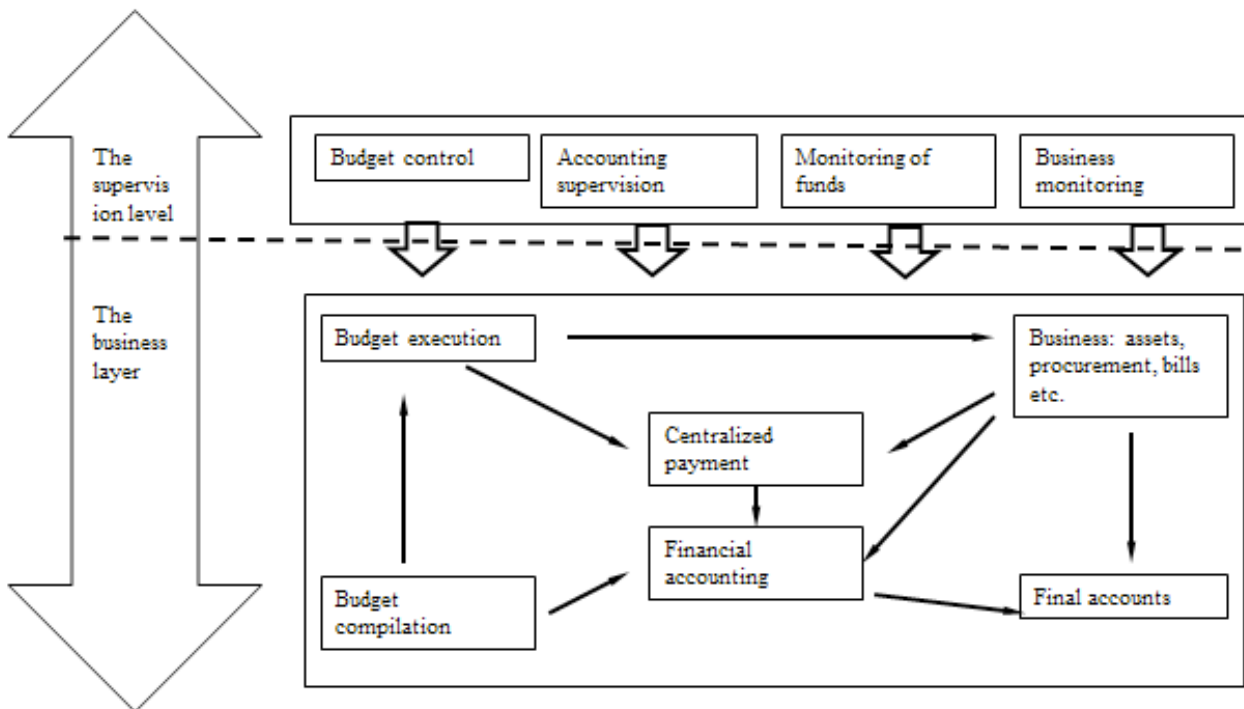 The
supervis
ion level
Budget control
Accounting
supervision
Monitoring of
funds
Business
monitoring
The
business
layer
Budget execution
Business: assets,
procurement, bills
etc.
Centralized
payment
Financial
accounting
Budget
compilation
Final accounts